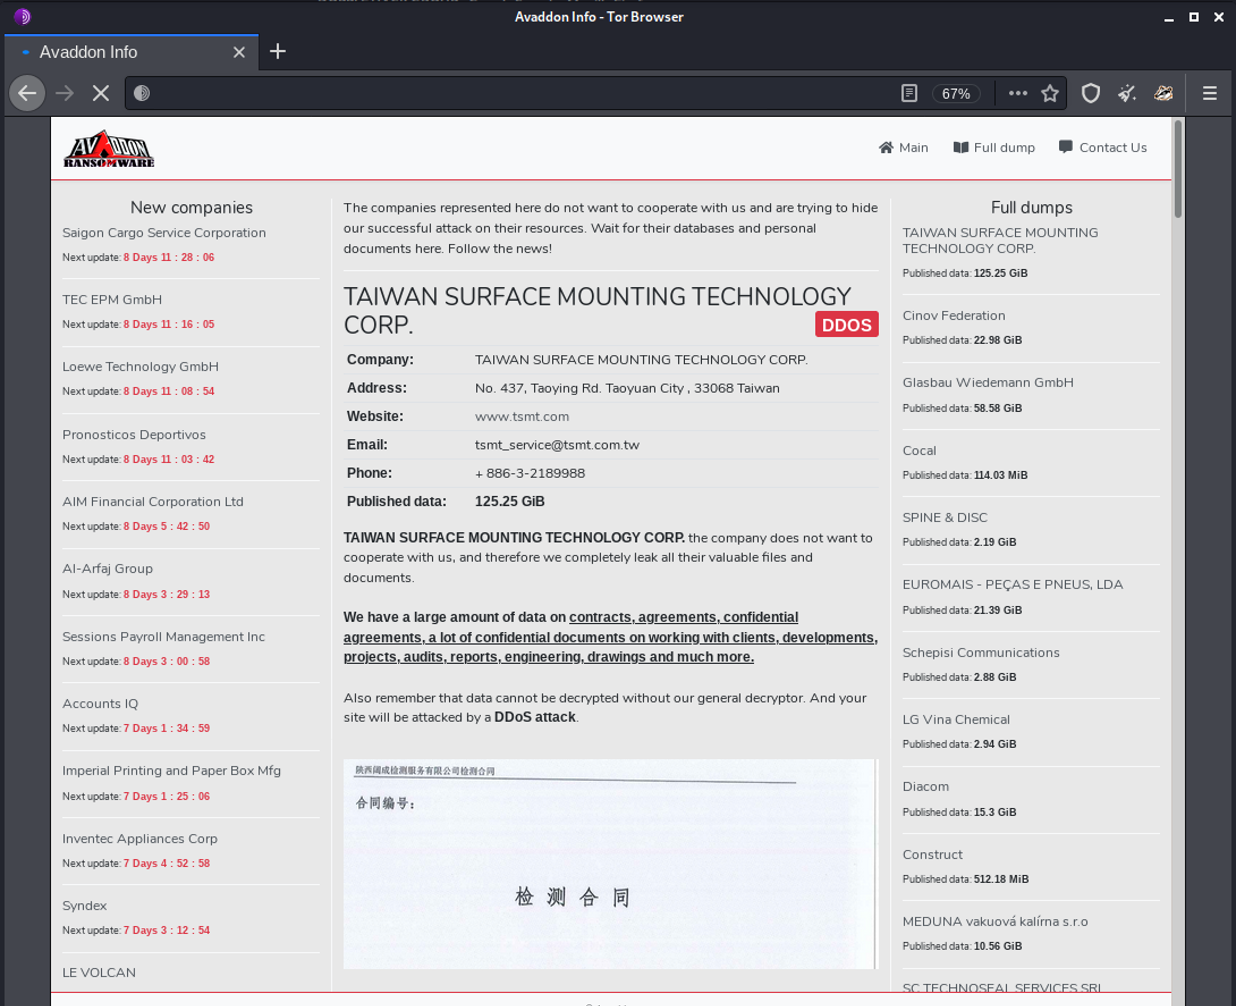 Avaddon Info - Tor Browser
Avaddon Info
67%
AVADDON
RANSOMWARE
Main
Full dump
Contact Us
New companies
Saigon Cargo Service Corporation
Next update: 8 Days 11 : 28 : 06
TEC EPM GmbH
Next update: 8 Days 11 : 16 : 05
Loewe Technology GmbH
Next update: 8 Days 11 : 08 : 54
Pronosticos Deportivos
Next update: 8 Days 11 : 03 : 42
AIM Financial Corporation Ltd
Next update: 8 Days 5 : 42 : 50
Al-Arfaj Group
Next update: 8 Days 3 : 29 : 13
Sessions Payroll Management Inc
Next update: 8 Days 3 : 00 : 58
Accounts IQ
Next update: 7 Days 1 : 34 : 59
Imperial Printing and Paper Box Mfg
Next update: 7 Days 1 : 25 : 06
Inventec Appliances Corp
Next update: 7 Days 4 : 52 : 58
Syndex
Next update: 7 Days 3 : 12 : 54
LE VOLCAN
The companies represented here do not want to cooperate with us and are trying to hide
our successful attack on their resources. Wait for their databases and personal
documents here. Follow the news!
TAIWAN SURFACE MOUNTING TECHNOLOGY
CORP.
DDOS
Company: TAIWAN SURFACE MOUNTING TECHNOLOGY CORP.
Address: No. 437, Taoying Rd. Taoyuan City , 33068 Taiwan
Website: www.tsmt.com
Email: tsmt_service@tsmt.com.tw
Phone: + 886-3-2189988
Published data: 125.25 GiB
TAIWAN SURFACE MOUNTING TECHNOLOGY CORP. the company does not want to
cooperate with us, and therefore we completely leak all their valuable files and
documents.
We have a large amount of data on contracts, agreements, confidential
agreements, a lot of confidential documents on working with clients, developments,
projects, audits, reports, engineering, drawings and much more.
Also remember that data cannot be decrypted without our general decryptor. And your
site will be attacked by a DDoS attack.
陕西阔成检测服务有限公司检测合同
合同编号：
检 测 合 同
Full dumps
TAIWAN SURFACE MOUNTING
TECHNOLOGY CORP.
Published data: 125.25 GiB
Cinov Federation
Published data: 22.98 GiB
Glasbau Wiedemann GmbH
Published data: 58.58 GiB
Cocal
Published data: 114.03 MiB
SPINE & DISC
Published data: 2.19 GiB
EUROMAIS - PEÇAS E PNEUS, LDA
Published data: 21.39 GiB
Schepisi Communications
Published data: 2.88 GiB
LG Vina Chemical
Published data: 2.94 GiB
Diacom
Published data: 15.3 GiB
Construct
Published data: 512.18 MiB
MEDUNA vakuová kalírna s.r.o
Published data: 10.56 GiB
SC TECHNOSEAL SERVICES SRL